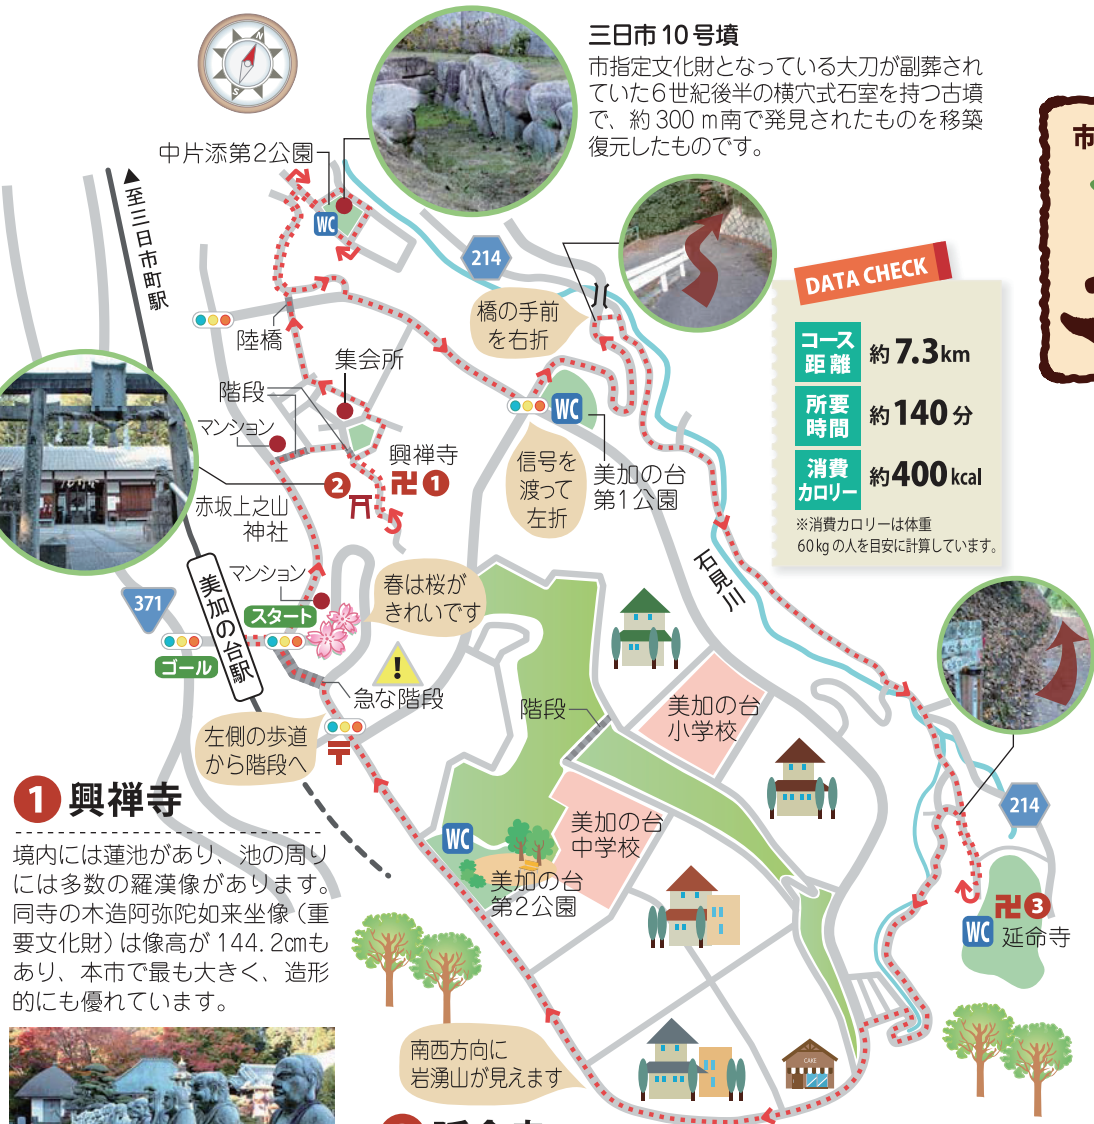 三日市10号墳
市指定文化財となっている大刀が副葬され
ていた6世紀後半の横穴式石室を持つ古墳
で、約300ｍ南で発見されたものを移築
復元したものです。
N
S
市
中片添第2公園
▲至三日市町駅
WC
214
橋の手前
を右折
DATA CHECK
コース
距離
約7.3km
所要
時間
約140分
消費
カロリー
約400kcal
※消費カロリーは体重
60kgの人を目安に計算しています。
陸橋
集会所
階段
マンション
WC
興禅寺
卍1
2
信号を
渡って
左折
美加の台
第1公園
赤坂上之山
神社
石見川
マンション
春は桜が
きれいです
371
スタート
美加の台駅
ゴール
!
急な階段
左側の歩道
から階段へ
〒
階段
美加の台
小学校
1 興禅寺
境内には蓮池があり、池の周り
には多数の羅漢像があります。
同寺の木造阿弥陀如来坐像（重
要文化財）は像高が144.2㎝も
あり、本市で最も大きく、造形
的にも優れています。
WC
美加の台
中学校
美加の台
第2公園
214
卍3
WC
延命寺
南西方向に
岩湧山が見えます
CAKE